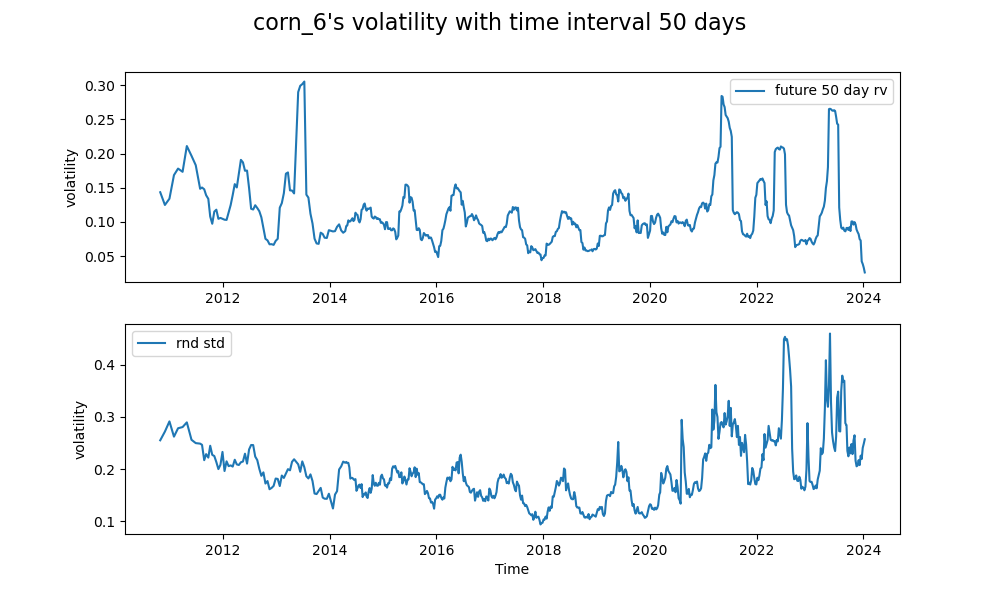 corn_6's volatility with time interval 50 days
0.30
0.25
0.20
0.15
0.10
0.05
volatility
future 50 day rv
2012 2014 2016 2018 2020 2022 2024
0.4
0.3
0.2
0.1
volatility
rnd std
2012 2014 2016 2018 2020 2022 2024
Time